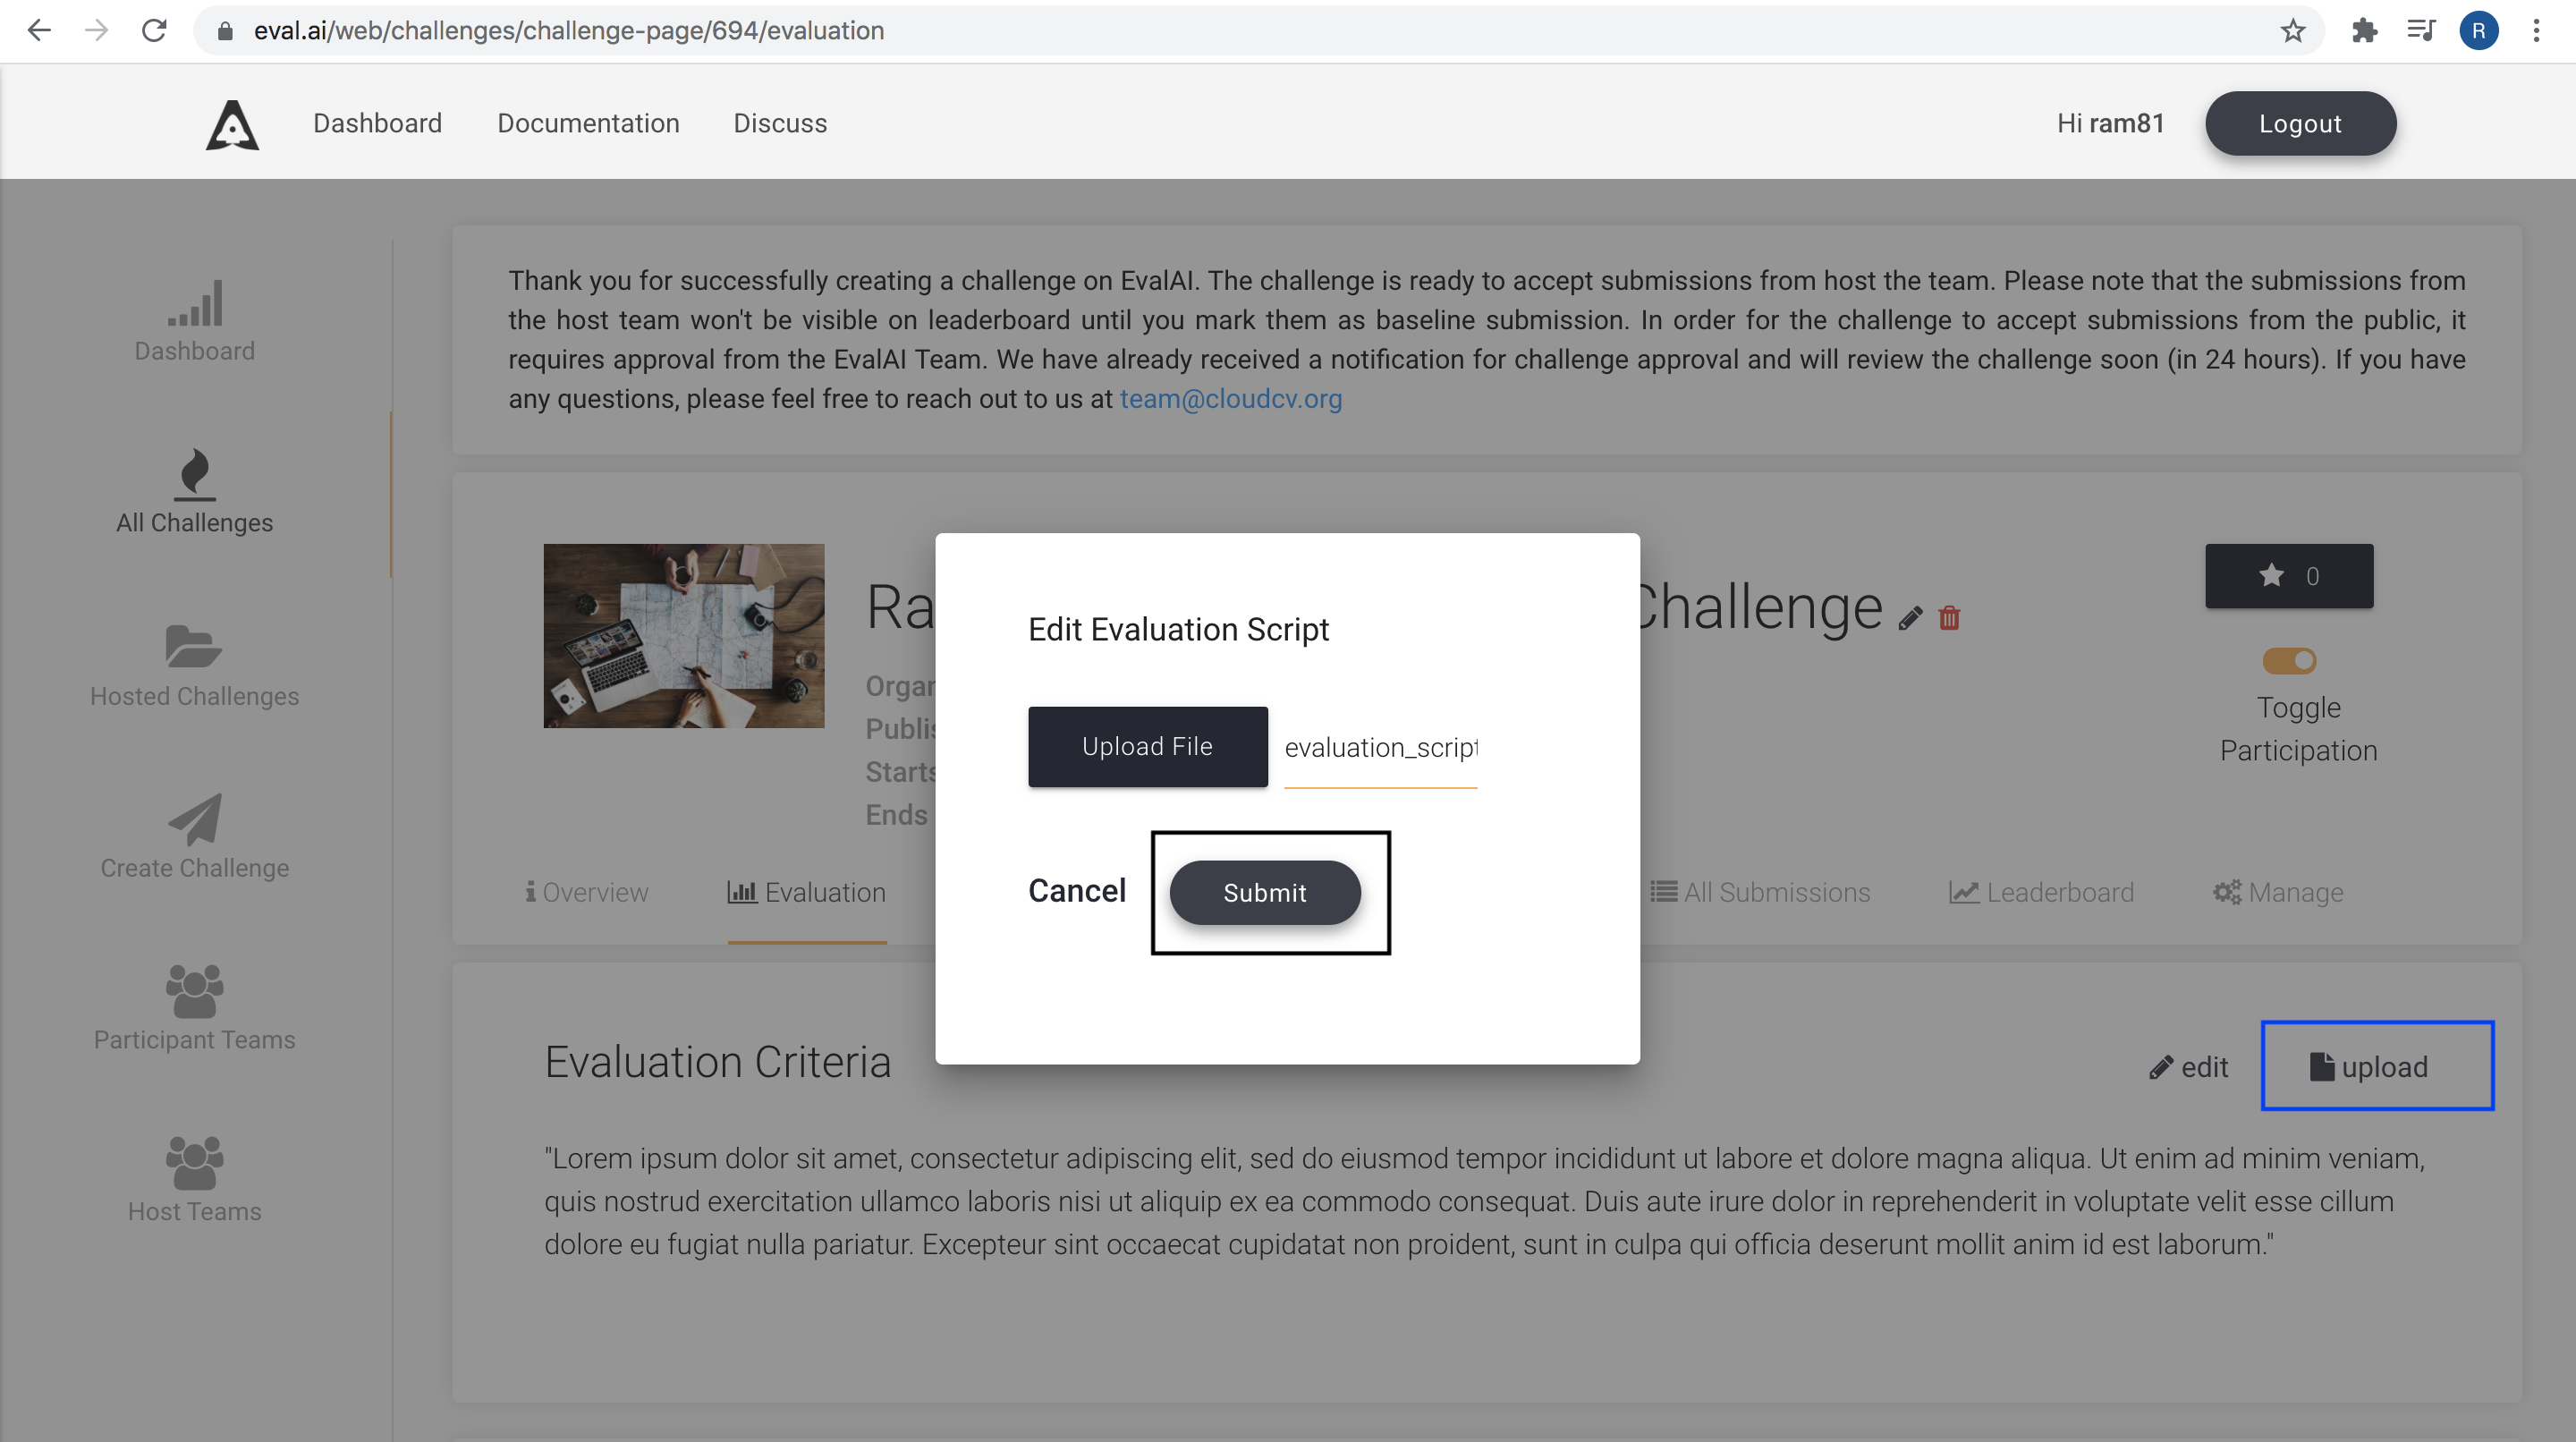 eval.ai/web/challenges/challenge-page/694/evaluation
R
Dashboard
Documentation
Discuss
Hi ram81
Logout
Dashboard
All Challenges
Hosted Challenges
Create Challenge
Participant Teams
Host Teams
Thank you for successfully creating a challenge on EvalAI. The challenge is ready to accept submissions from host the team. Please note that the submissions from
the host team won't be visible on leaderboard until you mark them as baseline submission. In order for the challenge to accept submissions from the public, it
requires approval from the EvalAI Team. We have already received a notification for challenge approval and will review the challenge soon (in 24 hours). If you have
any questions, please feel free to reach out to us at team@cloudcv.org
Challenge
0
Toggle
Participation
Ends
Edit Evaluation Script
Upload File
evaluation_script
Cancel
Submit
Overview
Evaluation
All Submissions
Leaderboard
Manage
Evaluation Criteria
edit
upload
"Lorem ipsum dolor sit amet, consectetur adipiscing elit, sed do eiusmod tempor incididunt ut labore et dolore magna aliqua. Ut enim ad minim veniam,
quis nostrud exercitation ullamco laboris nisi ut aliquip ex ea commodo consequat. Duis aute irure dolor in reprehenderit in voluptate velit esse cillum
dolore eu fugiat nulla pariatur. Excepteur sint occaecat cupidatat non proident, sunt in culpa qui officia deserunt mollit anim id est laborum."